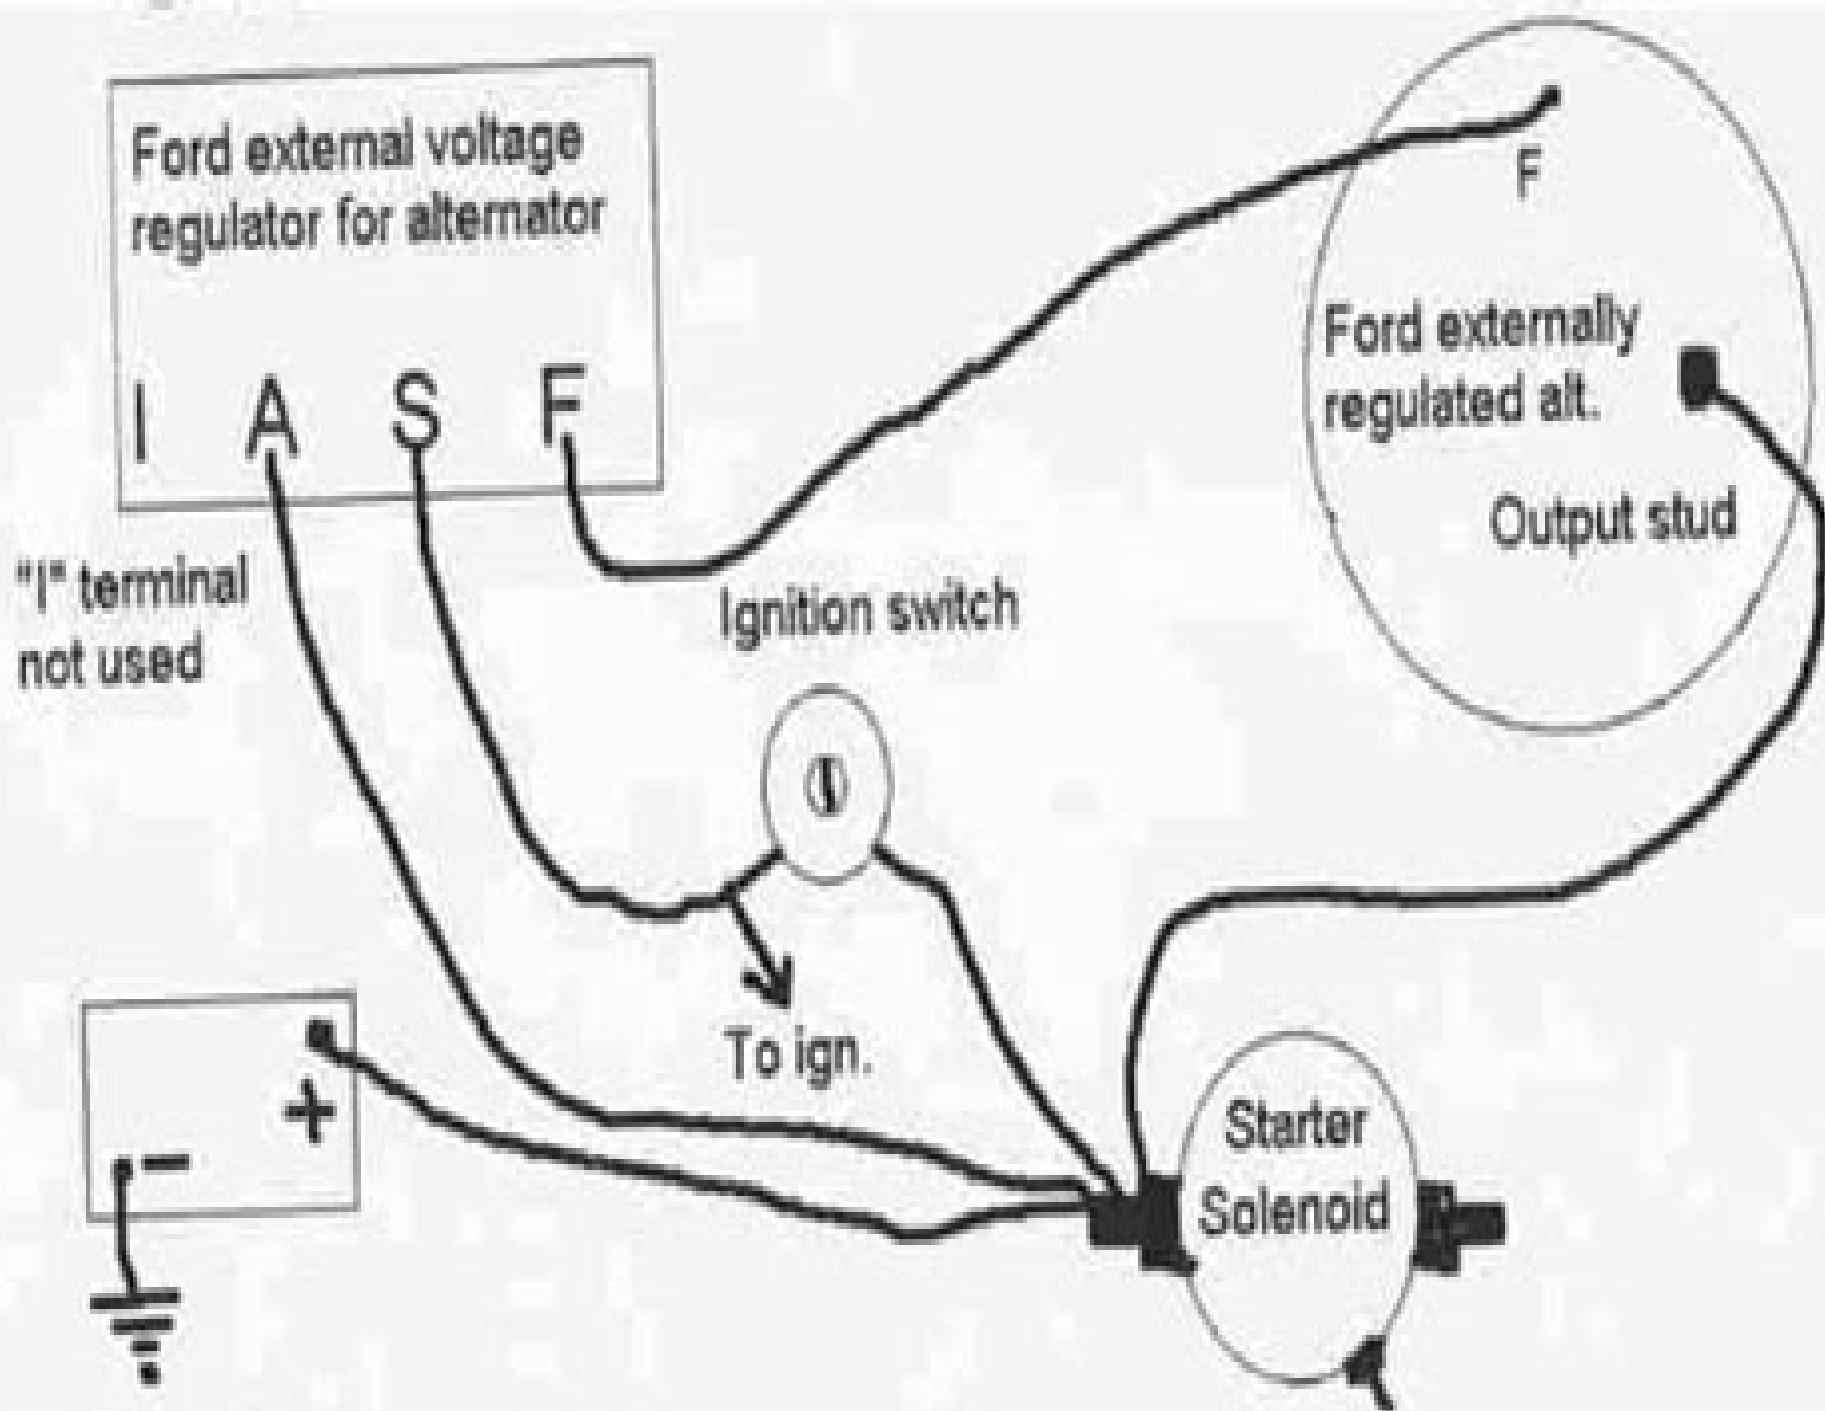 Ford external voltage
regulator for alternator
I A S F
"I" terminal
not used
F
Ford externally
regulated alt.
Output stud
Ignition switch
To ign.
+
-
Starter
Solenoid